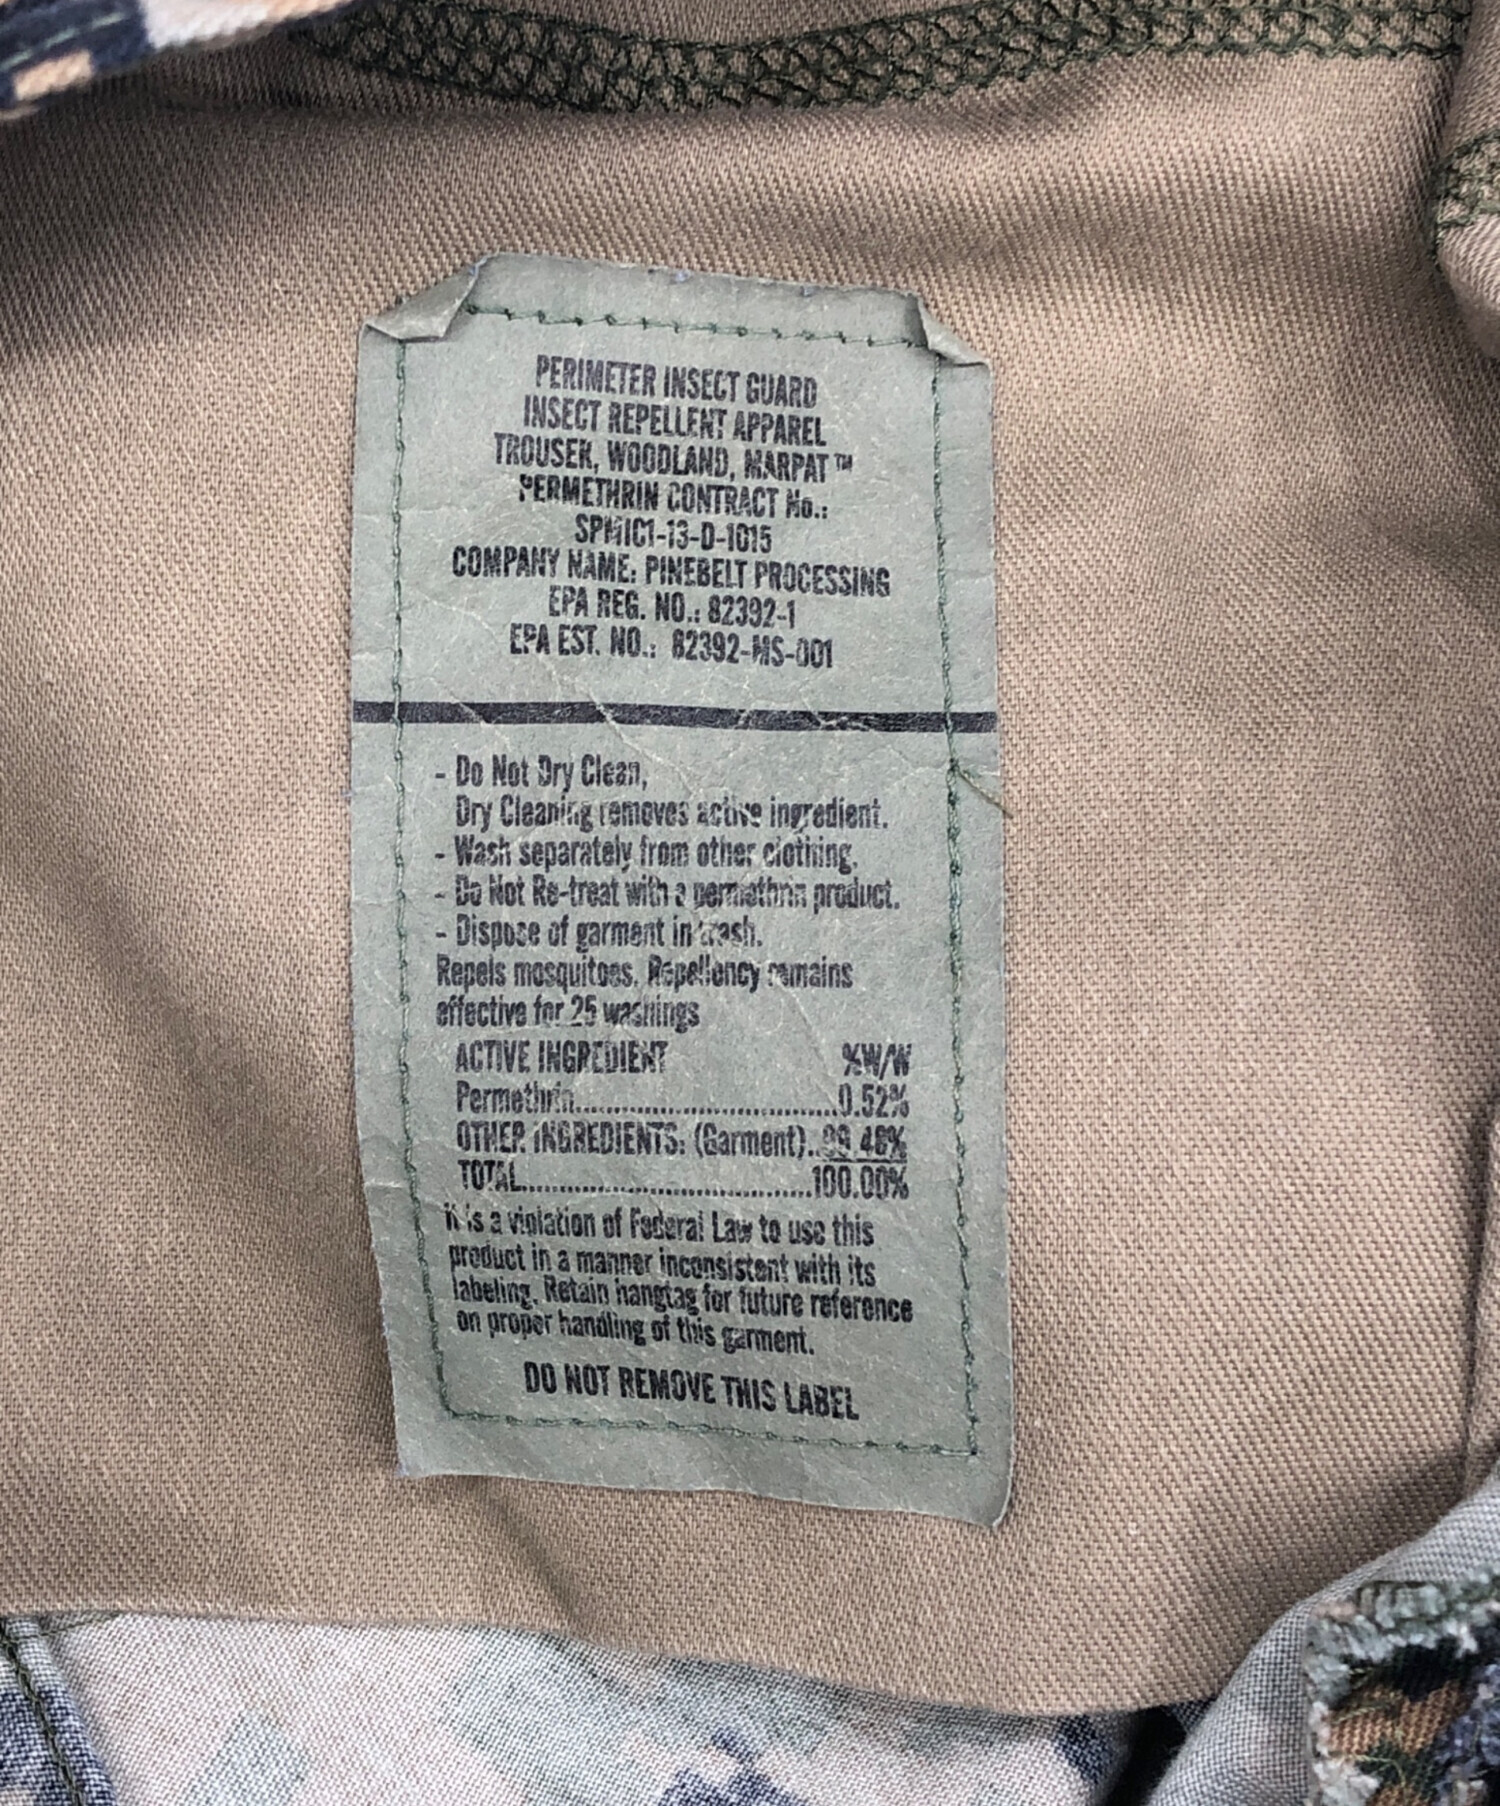 PERIMETER INSECT GUARD
INSECT REPELLENT APPAREL
TROUSER, WOODLAND, MARPAT™
PERMETHRIN CONTRACT No.:
SPM1C1-13-D-1015
COMPANY NAME: PINEBELT PROCESSING
EPA REG. NO.: 82392-1
EPA EST. NO.: 82392-MS-001
- Do Not Dry Clean,
Dry Cleaning removes active ingredient.
- Wash separately from other clothing.
- Do Not Re-treat with a permethrin product.
- Dispose of garment in trash.
Repels mosquitoes. Repellency remains
effective for 25 washings
ACTIVE INGREDIENT %W/W
Permethrin..................................0.52%
OTHER INGREDIENTS: (Garment)..99.48%
TOTAL.....................................100.00%
It is a violation of Federal Law to use this
product in a manner inconsistent with its
labeling. Retain hangtag for future reference
on proper handling of this garment.
DO NOT REMOVE THIS LABEL